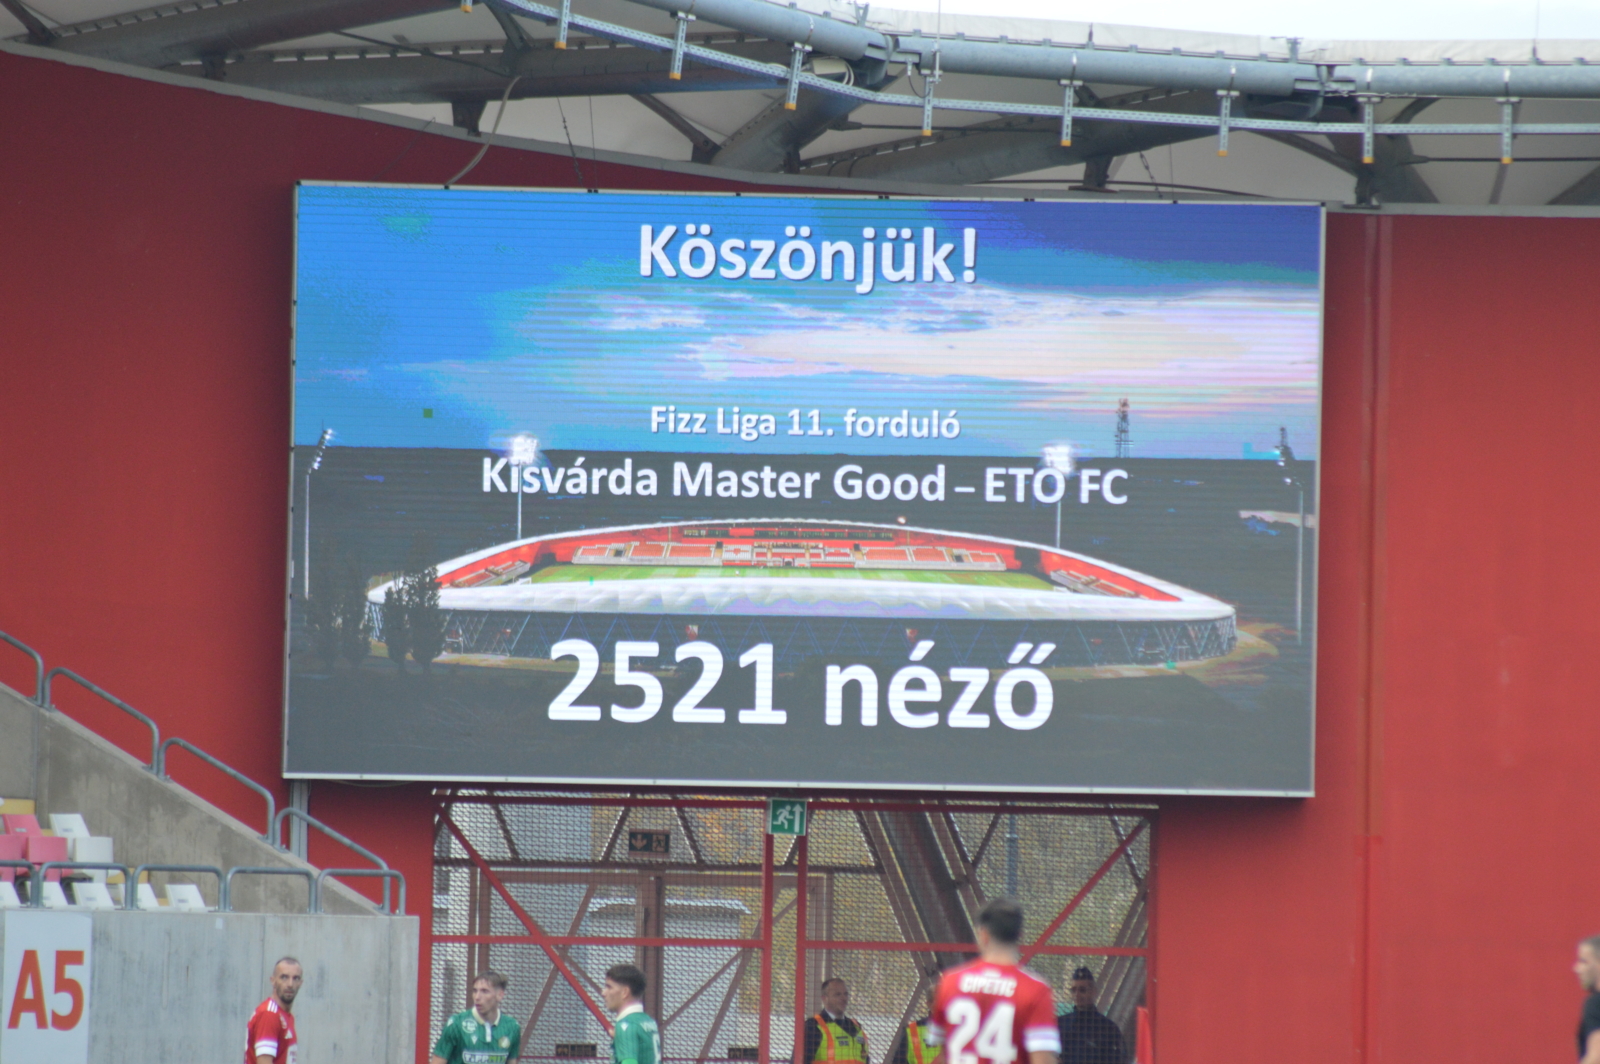 Köszönjük!
Fizz Liga 11. forduló
Kisvárda Master Good – ETO FC
2521 néző
A5
CIPETIC
24